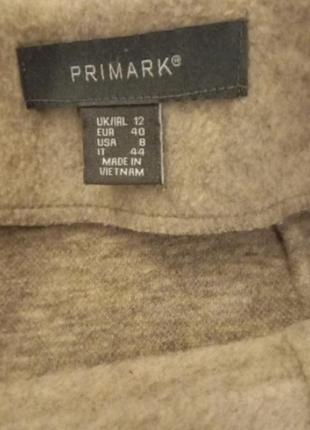 PRIMARK®
UK/IRL 12
EUR 40
USA 8
IT 44
MADE IN
VIETNAM